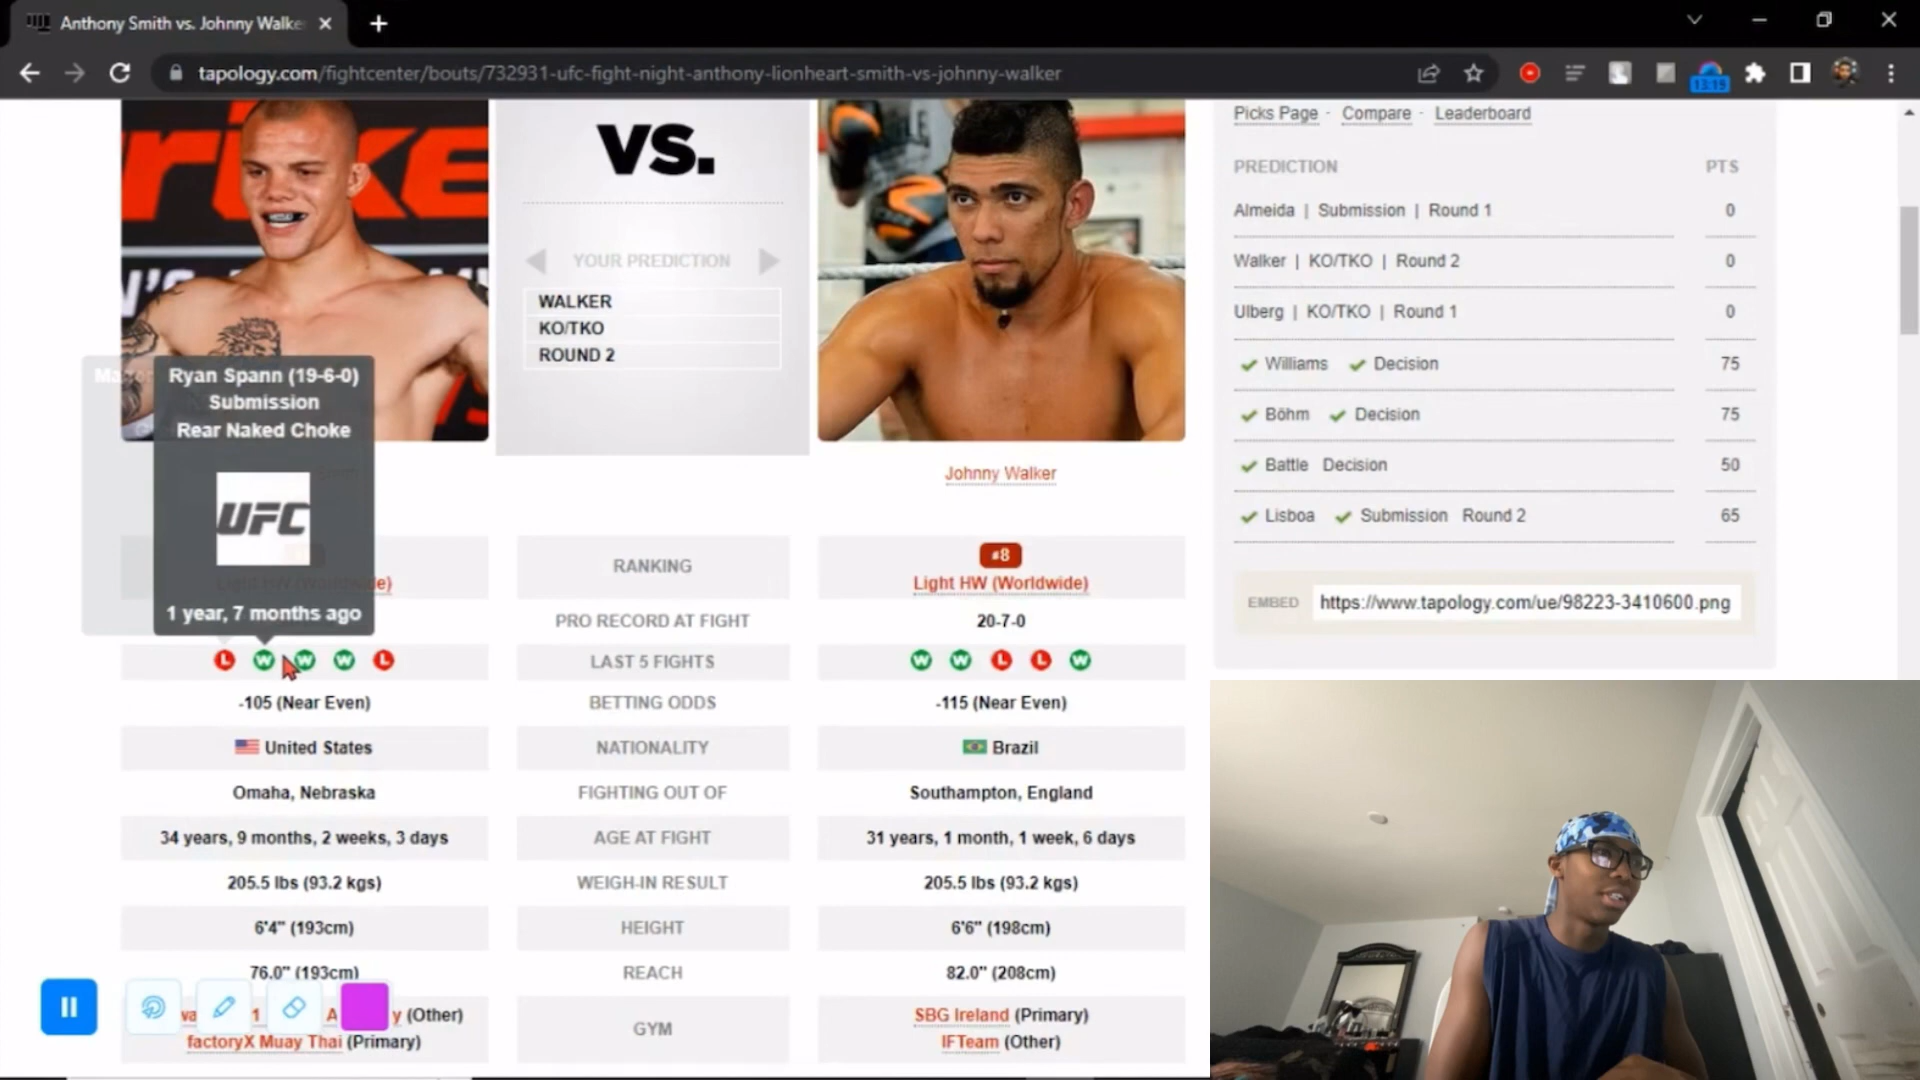 Anthony Smith vs. Johnny Walke
tapology.com/fightcenter/bouts/732931-ufc-fight-night-anthony-lionheart-smith-vs-johnny-walker
13:19
VS.
YOUR PREDICTION
WALKER
KO/TKO
ROUND 2
Ryan Spann (19-6-0)
Submission
Rear Naked Choke
UFC
1 year, 7 months ago
Johnny Walker
RANKING
#8
Light HW (Worldwide)
PRO RECORD AT FIGHT
20-7-0
L W W W L
LAST 5 FIGHTS
W W L L W
-105 (Near Even)
BETTING ODDS
-115 (Near Even)
United States
NATIONALITY
Brazil
Omaha, Nebraska
FIGHTING OUT OF
Southampton, England
34 years, 9 months, 2 weeks, 3 days
AGE AT FIGHT
31 years, 1 month, 1 week, 6 days
205.5 lbs (93.2 kgs)
WEIGH-IN RESULT
205.5 lbs (93.2 kgs)
6'4" (193cm)
HEIGHT
6'6" (198cm)
76.0" (193cm)
REACH
82.0" (208cm)
(Other)
factoryX Muay Thai (Primary)
GYM
SBG Ireland (Primary)
IFTeam (Other)
Picks Page · Compare · Leaderboard
PREDICTION PTS
Almeida | Submission | Round 1 0
Walker | KO/TKO | Round 2 0
Ulberg | KO/TKO | Round 1 0
Williams Decision 75
Böhm Decision 75
Battle Decision 50
Lisboa Submission Round 2 65
EMBED https://www.tapology.com/ue/98223-3410600.png